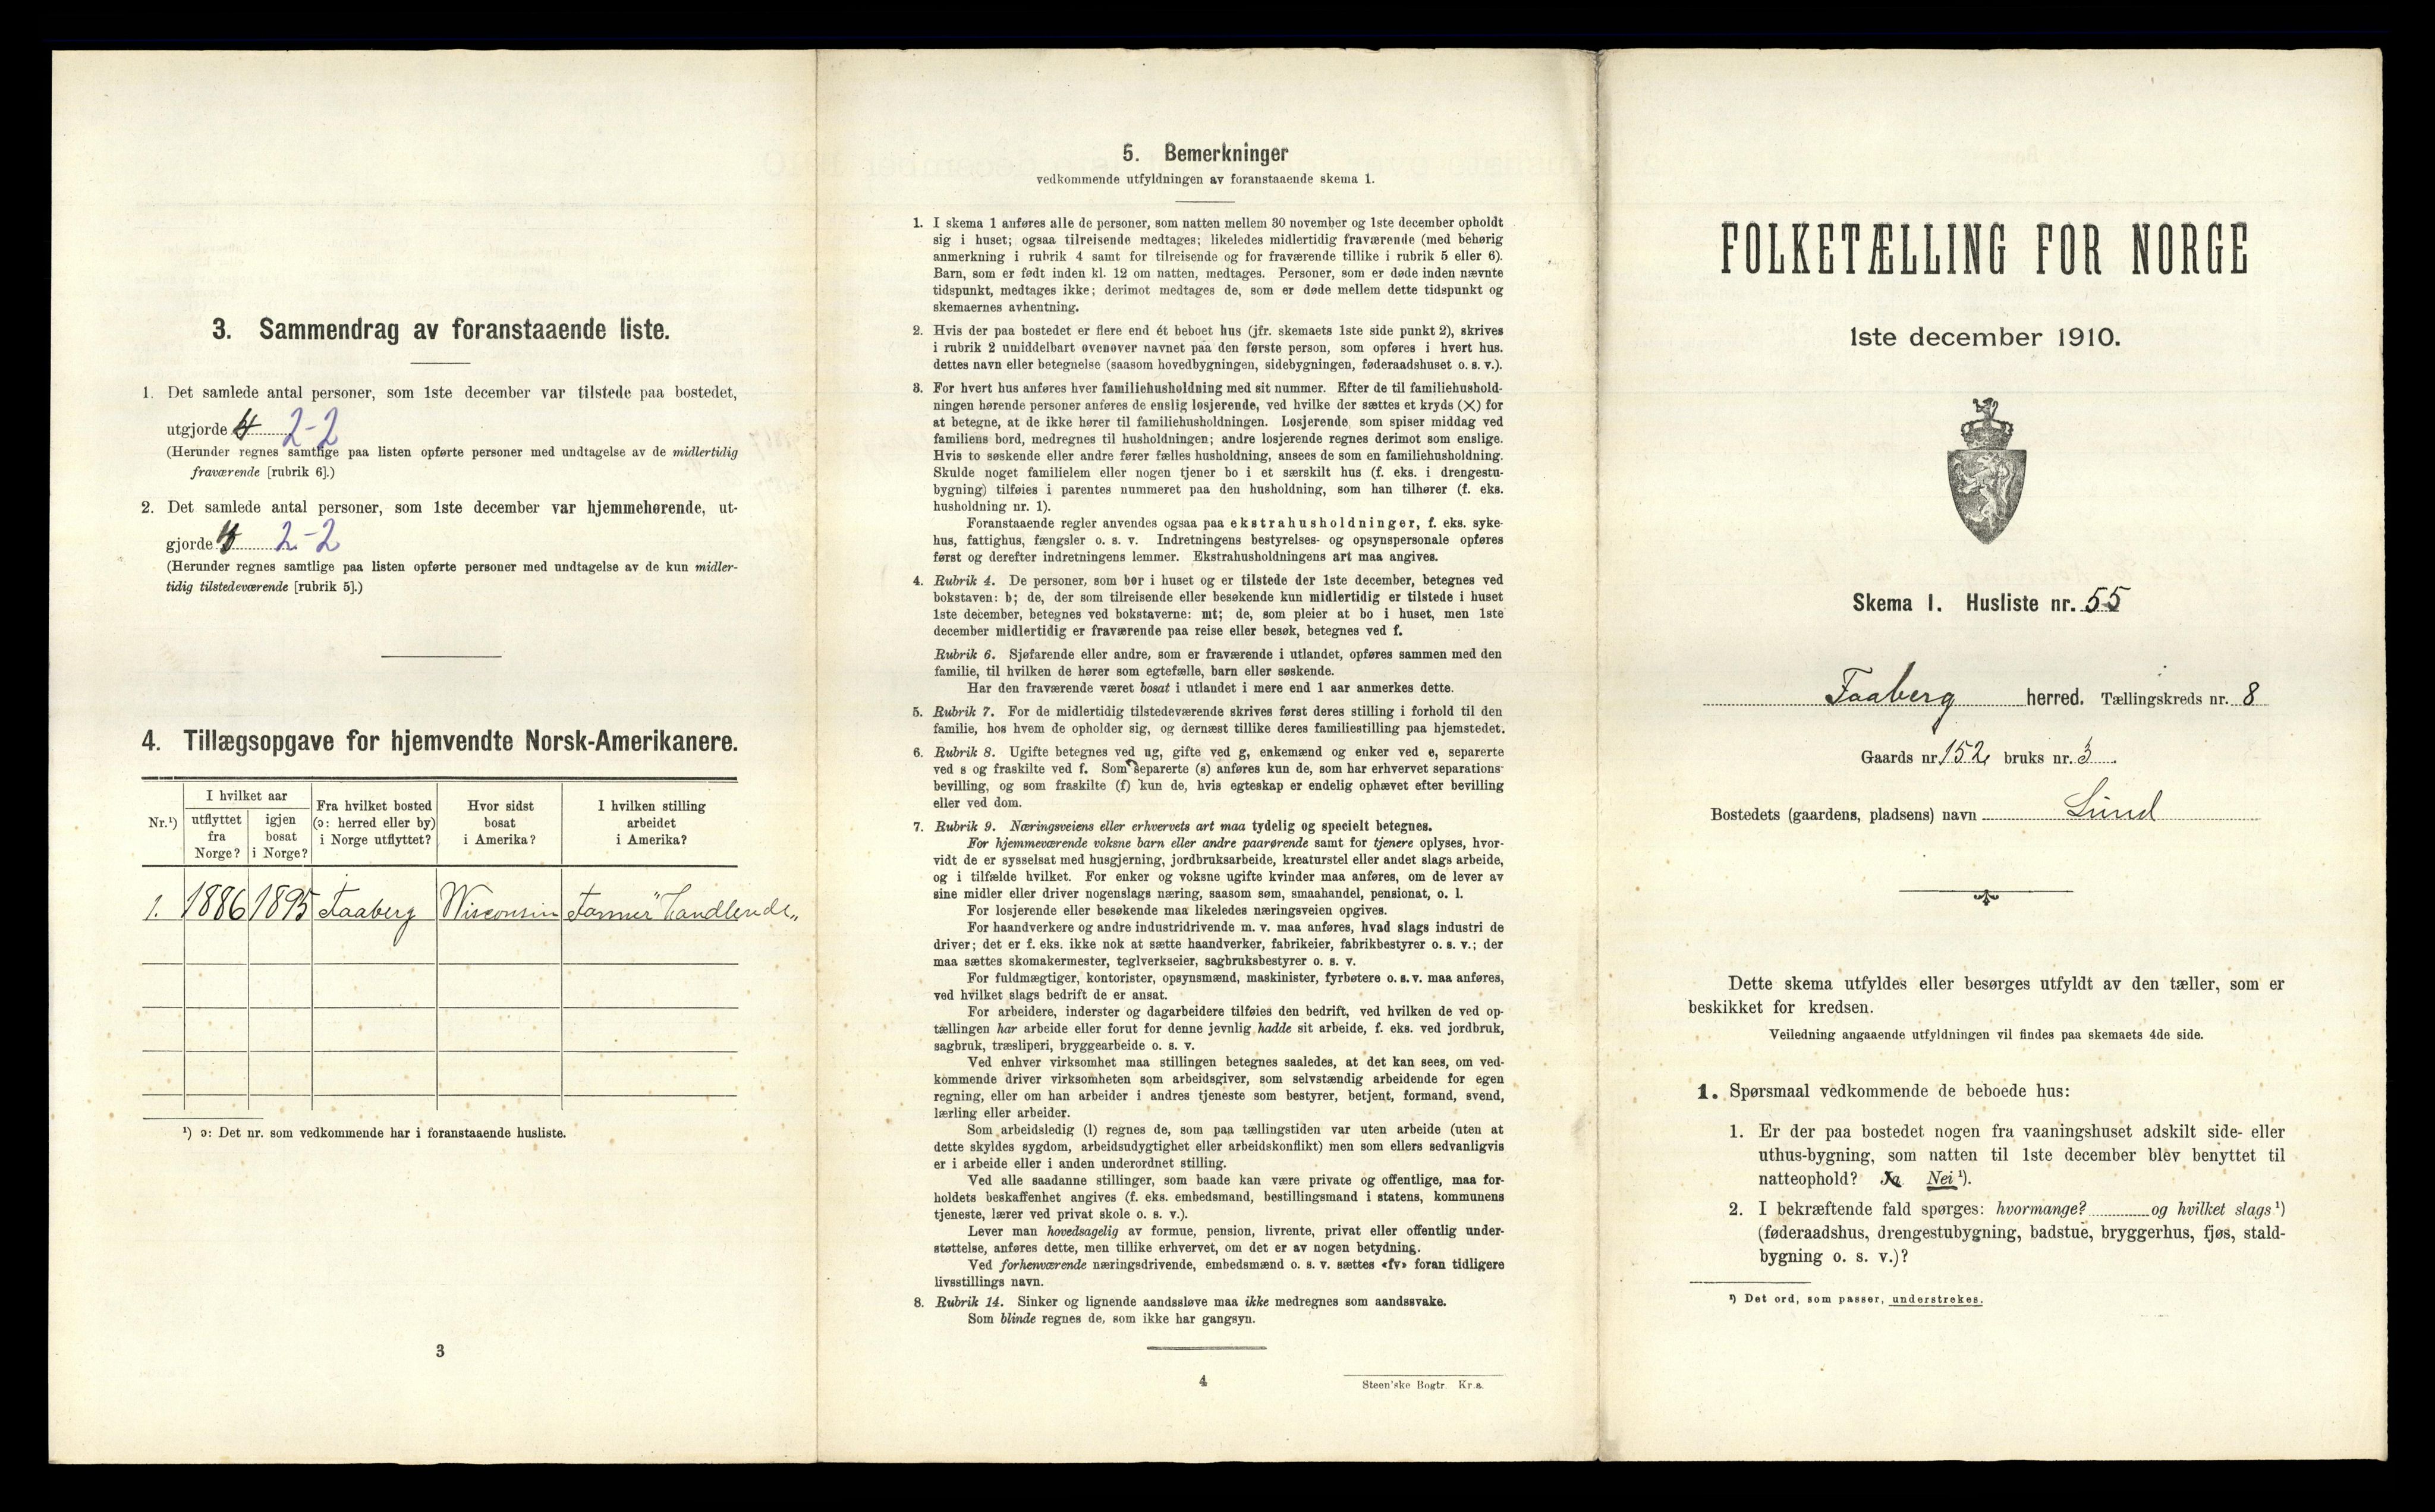 3. Sammendrag av foranstaaende liste.
1. Det samlede antal personer, som 1ste december var tilstede paa bostedet,
utgjorde 4 2-2
(Herunder regnes samtlige paa listen opførte personer med undtagelse av de midlertidig
fraværende [rubrik 6].)
2. Det samlede antal personer, som 1ste december var hjemmehørende, ut-
gjorde 4 2-2
(Herunder regnes samtlige paa listen opførte personer med undtagelse av de kun midler-
tidig tilstedeværende [rubrik 5].)
4. Tillægsopgave for hjemvendte Norsk-Amerikanere.
Nr.¹)
I hvilket aar
utflyttet fra Norge?
igjen bosat i Norge?
Fra hvilket bosted (ɔ: herred eller by) i Norge utflyttet?
Hvor sidst bosat i Amerika?
I hvilken stilling arbeidet i Amerika?
1. 1886 1895 Faaberg Wisconsin Farmer "Handlende"
¹) ɔ: Det nr. som vedkommende har i foranstaaende husliste.
3
5. Bemerkninger
vedkommende utfyldningen av foranstaaende skema 1.
1. I skema 1 anføres alle de personer, som natten mellem 30 november og 1ste december opholdt
sig i huset; ogsaa tilreisende medtages; likeledes midlertidig fraværende (med behørig
anmerkning i rubrik 4 samt for tilreisende og for fraværende tillike i rubrik 5 eller 6).
Barn, som er født inden kl. 12 om natten, medtages. Personer, som er døde inden nævnte
tidspunkt, medtages ikke; derimot medtages de, som er døde mellem dette tidspunkt og
skemaernes avhentning.
2. Hvis der paa bostedet er flere end ét beboet hus (jfr. skemaets 1ste side punkt 2), skrives
i rubrik 2 umiddelbart ovenover navnet paa den første person, som opføres i hvert hus.
dettes navn eller betegnelse (saasom hovedbygningen, sidebygningen, føderaadshuset o. s. v.).
3. For hvert hus anføres hver familiehusholdning med sit nummer. Efter de til familiehushold-
ningen hørende personer anføres de enslig losjerende, ved hvilke der sættes et kryds (X) for
at betegne, at de ikke hører til familiehusholdningen. Losjerende som spiser middag ved
familiens bord, medregnes til husholdningen; andre losjerende regnes derimot som enslige.
Hvis to søskende eller andre fører fælles husholdning, ansees de som en familiehusholdning.
Skulde noget familielem eller nogen tjener bo i et særskilt hus (f. eks. i drengestu-
bygning) tilføies i parentes nummeret paa den husholdning, som han tilhører (f. eks.
husholdning nr. 1).
Foranstaaende regler anvendes ogsaa paa ekstrahusholdninger, f. eks. syke-
hus, fattighus, fængsler o. s. v. Indretningens bestyrelses- og opsynspersonale opføres
først og derefter indretningens lemmer. Ekstrahusholdningens art maa angives.
4. Rubrik 4. De personer, som bor i huset og er tilstede der 1ste december, betegnes ved
bokstaven: b; de, der som tilreisende eller besøkende kun midlertidig er tilstede i huset
1ste december, betegnes ved bokstaverne: mt; de, som pleier at bo i huset, men 1ste
december midlertidig er fraværende paa reise eller besøk, betegnes ved f.
Rubrik 6. Sjøfarende eller andre, som er fraværende i utlandet, opføres sammen med den
familie, til hvilken de hører som egtefælle, barn eller søskende.
Har den fraværende været bosat i utlandet i mere end 1 aar anmerkes dette.
5. Rubrik 7. For de midlertidig tilstedeværende skrives først deres stilling i forhold til den
familie, hos hvem de opholder sig, og dernæst tillike deres familiestilling paa hjemstedet.
6. Rubrik 8. Ugifte betegnes ved ug, gifte ved g, enkemænd og enker ved e, separerte
ved s og fraskilte ved f. Som separerte (s) anføres kun de, som har erhvervet separations-
bevilling, og som fraskilte (f) kun de, hvis egteskap er endelig ophævet efter bevilling
eller ved dom.
7. Rubrik 9. Næringsveiens eller erhvervets art maa tydelig og specielt betegnes.
For hjemmeværende voksne barn eller andre paarørende samt for tjenere oplyses, hvor-
vidt de er sysselsat med husgjerning, jordbruksarbeide, kreaturstel eller andet slags arbeide,
og i tilfælde hvilket. For enker og voksne ugifte kvinder maa anføres, om de lever av
sine midler eller driver nogenslags næring, saasom søm, smaahandel, pensionat, o. l.
For losjerende eller besøkende maa likeledes næringsveien opgives.
For haandverkere og andre industridrivende m. v. maa anføres, hvad slags industri de
driver; det er f. eks. ikke nok at sætte haandverker, fabrikeier, fabrikbestyrer o. s. v.; der
maa sættes skomakermester, teglverkseier, sagbruksbestyrer o. s. v.
For fuldmægtiger, kontorister, opsynsmænd, maskinister, fyrbøtere o. s. v. maa anføres,
ved hvilket slags bedrift de er ansat.
For arbeidere, inderster og dagarbeidere tilføies den bedrift, ved hvilken de ved op-
tællingen har arbeide eller forut for denne jevnlig hadde sit arbeide, f. eks. ved jordbruk,
sagbruk, træsliperi, bryggearbeide o. s. v.
Ved enhver virksomhet maa stillingen betegnes saaledes, at det kan sees, om ved-
kommende driver virksomheten som arbeidsgiver, som selvstændig arbeidende for egen
regning, eller om han arbeider i andres tjeneste som bestyrer, betjent, formand, svend,
lærling eller arbeider.
Som arbeidsledig (l) regnes de, som paa tællingstiden var uten arbeide (uten at
dette skyldes sygdom, arbeidsudygtighet eller arbeidskonflikt) men som ellers sedvanligvis
er i arbeide eller i anden underordnet stilling.
Ved alle saadanne stillinger, som baade kan være private og offentlige, maa for-
holdets beskaffenhet angives (f. eks. embedsmand, bestillingsmand i statens, kommunens
tjeneste, lærer ved privat skole o. s. v.).
Lever man hovedsagelig av formue, pension, livrente, privat eller offentlig under-
støttelse, anføres dette, men tillike erhvervet, om det er av nogen betydning.
Ved forhenværende næringsdrivende, embedsmænd o. s. v. sættes «fv» foran tidligere
livsstillings navn.
8. Rubrik 14. Sinker og lignende aandssløve maa ikke medregnes som aandssvake.
Som blinde regnes de, som ikke har gangsyn.
4
Steen'ske Bogtr. Kr.a.
FOLKETÆLLING FOR NORGE
1ste december 1910.
Skema 1. Husliste nr. 55
Faaberg herred. Tællingskreds nr. 8
Gaards nr. 152, bruks nr. 3
Bostedets (gaardens, pladsens) navn Lund
Dette skema utfyldes eller besørges utfyldt av den tæller, som er
beskikket for kredsen.
Veiledning angaaende utfyldningen vil findes paa skemaets 4de side.
1. Spørsmaal vedkommende de beboede hus:
1. Er der paa bostedet nogen fra vaaningshuset adskilt side- eller
uthus-bygning, som natten til 1ste december blev benyttet til
natteophold? Ja Nei ¹).
2. I bekræftende fald spørges: hvormange? og hvilket slags ¹)
(føderaadshus, drengestubygning, badstue, bryggerhus, fjøs, stald-
bygning o. s. v.)?
¹) Det ord, som passer, understrekes.